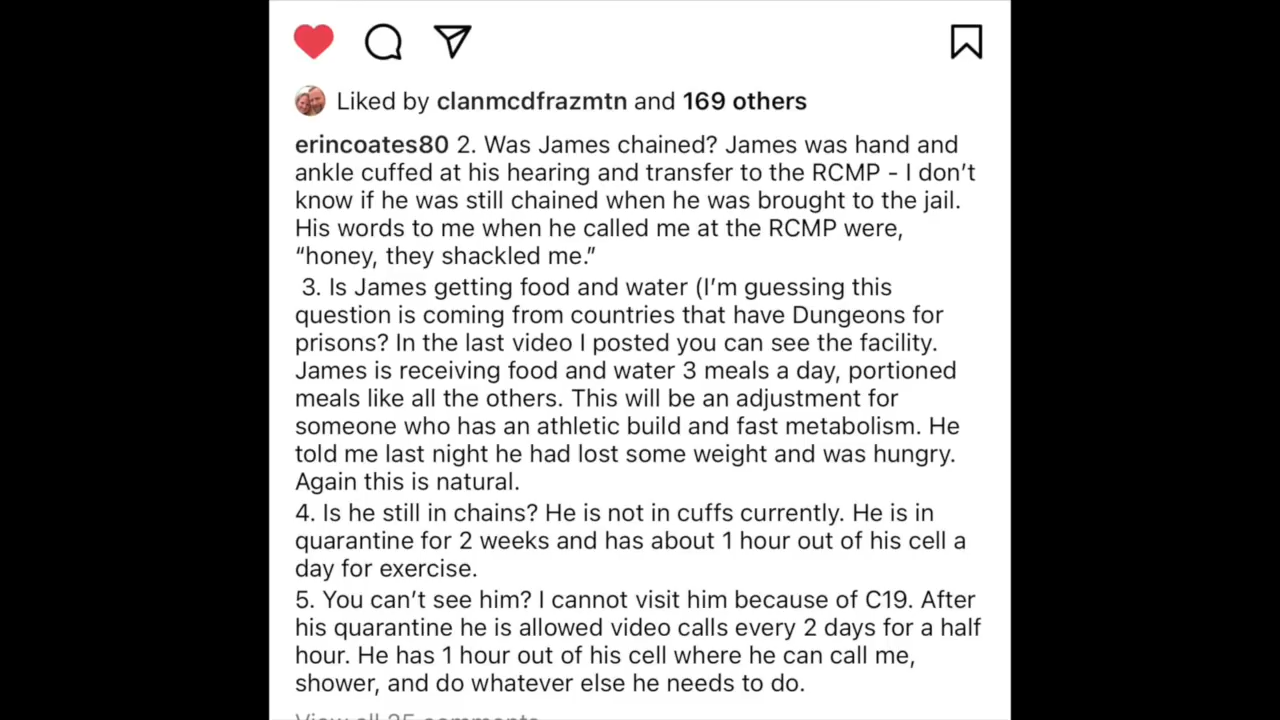 Liked by clanmcdfrazmtn and 169 others
erincoates80 2. Was James chained? James was hand and
ankle cuffed at his hearing and transfer to the RCMP - I don’t
know if he was still chained when he was brought to the jail.
His words to me when he called me at the RCMP were,
“honey, they shackled me.”
3. Is James getting food and water (I’m guessing this
question is coming from countries that have Dungeons for
prisons? In the last video I posted you can see the facility.
James is receiving food and water 3 meals a day, portioned
meals like all the others. This will be an adjustment for
someone who has an athletic build and fast metabolism. He
told me last night he had lost some weight and was hungry.
Again this is natural.
4. Is he still in chains? He is not in cuffs currently. He is in
quarantine for 2 weeks and has about 1 hour out of his cell a
day for exercise.
5. You can’t see him? I cannot visit him because of C19. After
his quarantine he is allowed video calls every 2 days for a half
hour. He has 1 hour out of his cell where he can call me,
shower, and do whatever else he needs to do.
View all 25 comments